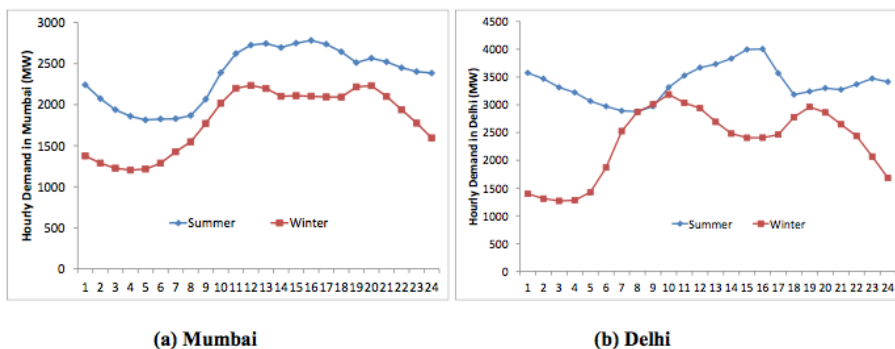 Hourly Demand in Mumbai (MW)
3000
2500
2000
1500
1000
500
0
Summer Winter
1 2 3 4 5 6 7 8 9 10 11 12 13 14 15 16 17 18 19 20 21 22 23 24
(a) Mumbai
Hourly Demand in Delhi (MW)
4500
4000
3500
3000
2500
2000
1500
1000
500
0
Summer Winter
1 2 3 4 5 6 7 8 9 10 11 12 13 14 15 16 17 18 19 20 21 22 23 24
(b) Delhi